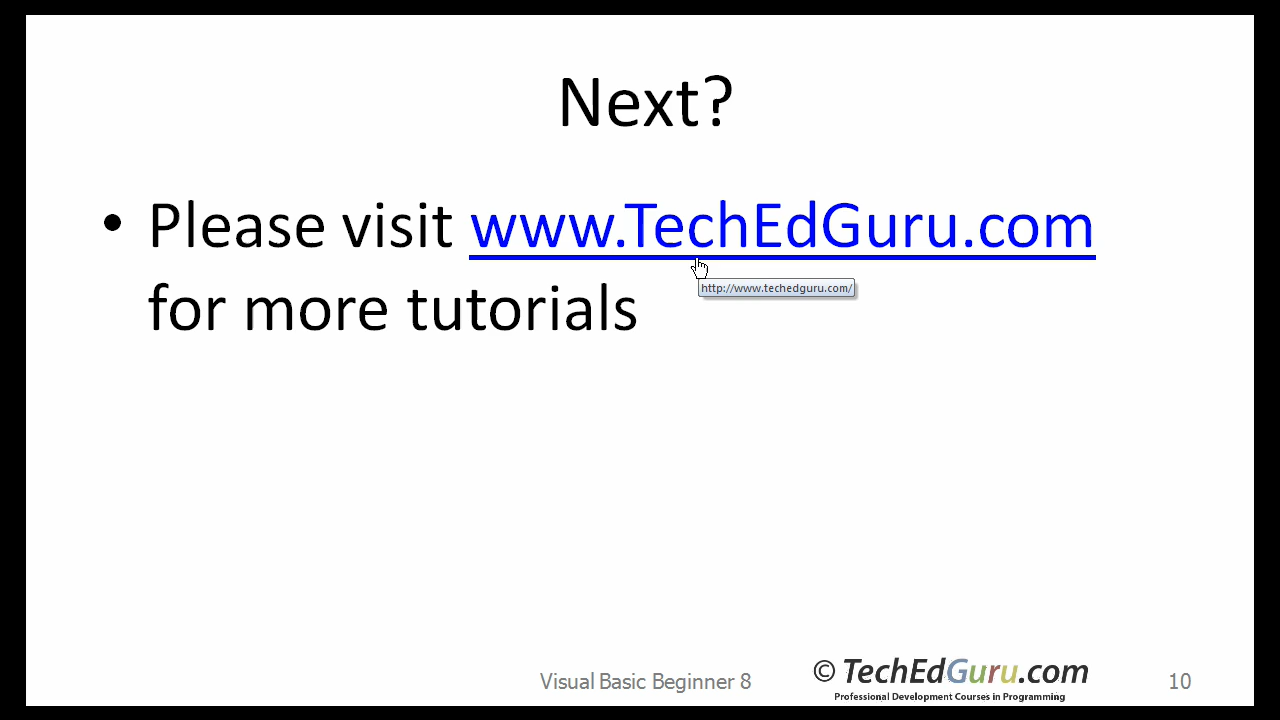 Next?
• Please visit www.TechEdGuru.com
for more tutorials
http://www.techedguru.com/
Visual Basic Beginner 8
© TechEdGuru.com
Professional Development Courses in Programming
10